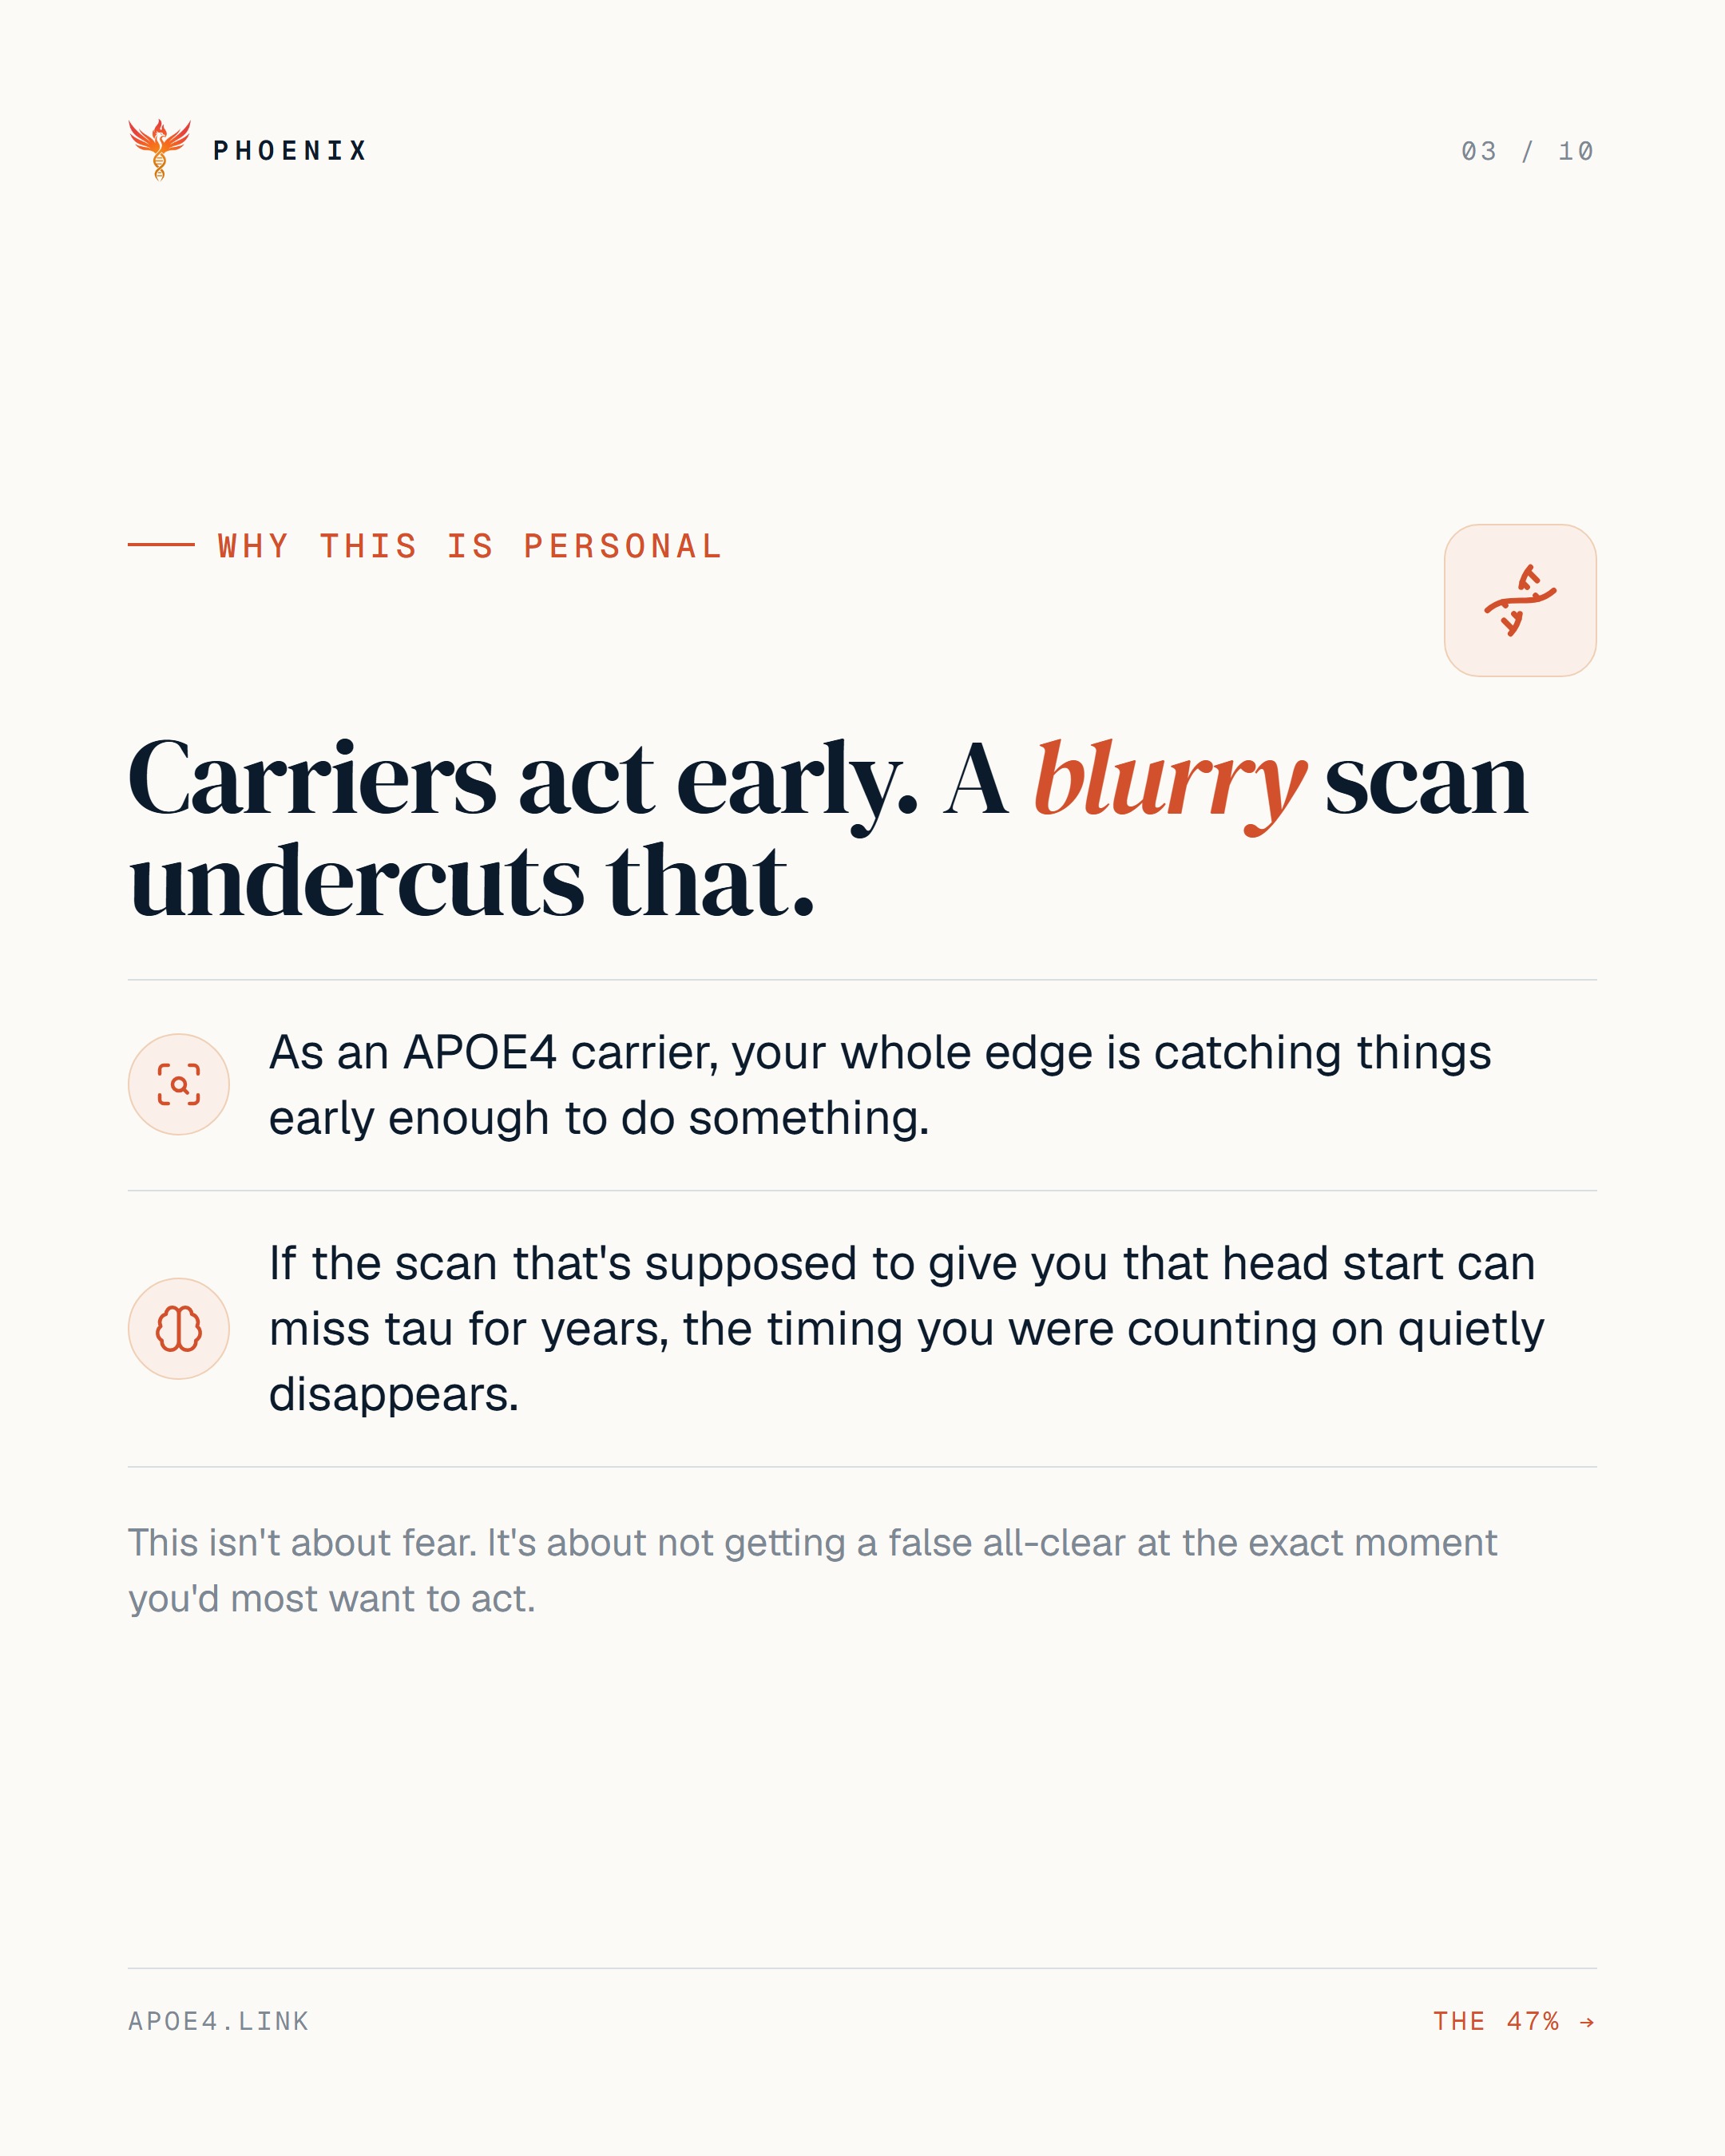 PHOENIX
03 / 10
WHY THIS IS PERSONAL
Carriers act early. A blurry scan
undercuts that.
As an APOE4 carrier, your whole edge is catching things
early enough to do something.
If the scan that's supposed to give you that head start can
miss tau for years, the timing you were counting on quietly
disappears.
This isn't about fear. It's about not getting a false all-clear at the exact moment
you'd most want to act.
APOE4.LINK
THE 47% →